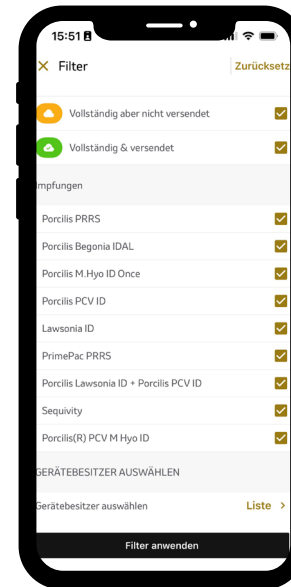 15:51
Filter
Zurücksetz
Vollständig aber nicht versendet
Vollständig & versendet
Impfungen
Porcilis PRRS
Porcilis Begonia IDAL
Porcilis M.Hyo ID Once
Porcilis PCV ID
Lawsonia ID
PrimePac PRRS
Porcilis Lawsonia ID + Porcilis PCV ID
Sequivity
Porcilis(R) PCV M Hyo ID
GERÄTEBESITZER AUSWÄHLEN
Gerätebesitzer auswählen Liste
Filter anwenden